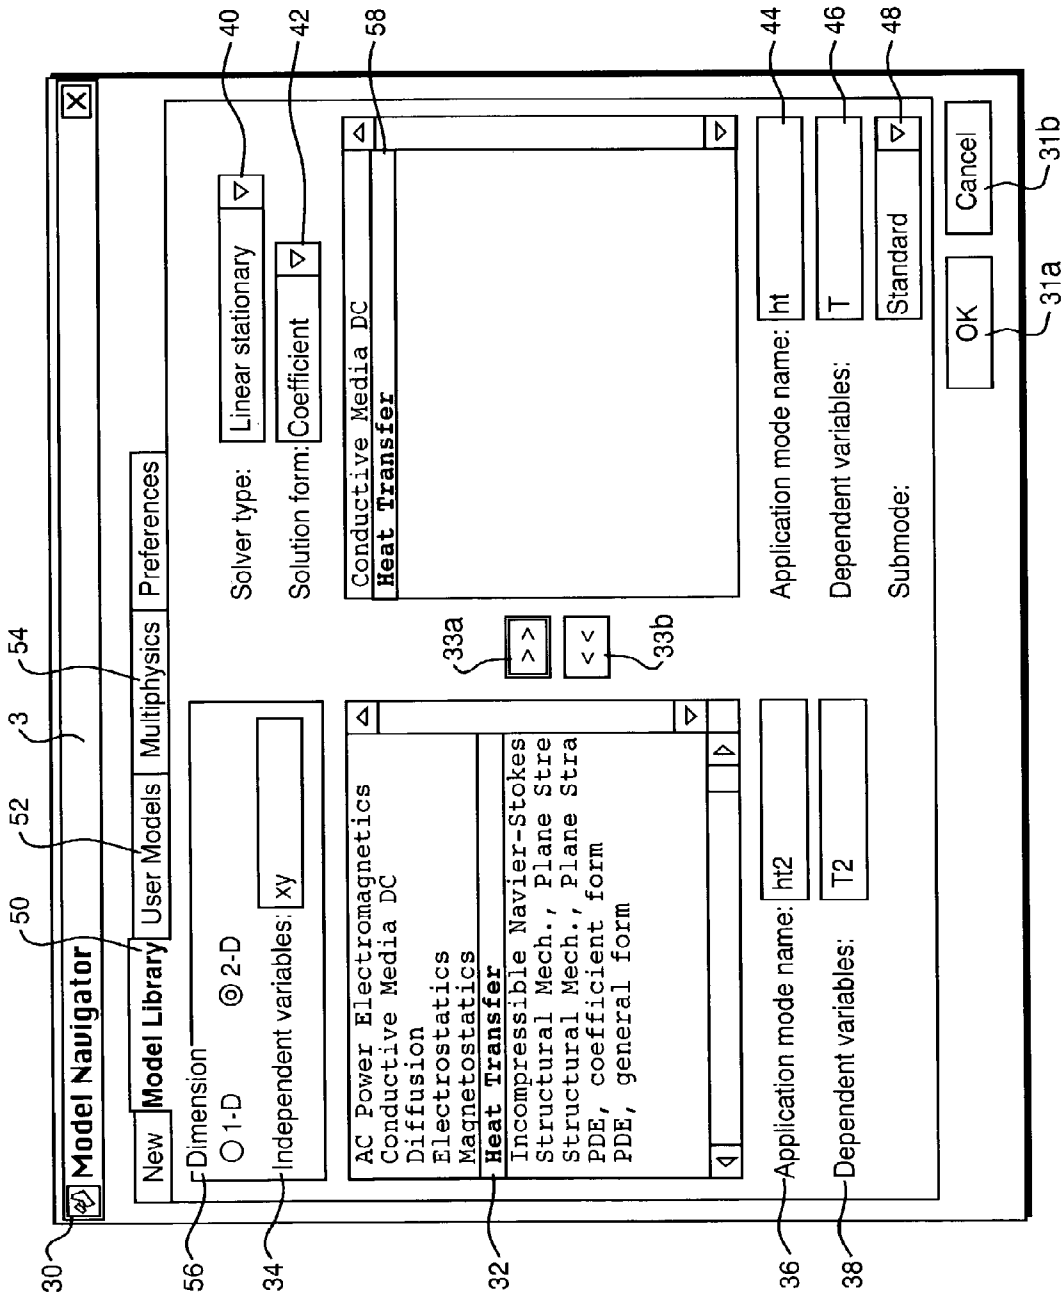 30
3
Model Navigator
X
50
52
54
New Model Library User Models Multiphysics Preferences
56
Dimension
1-D 2-D
34
Independent variables: xy
Solver type: Linear stationary
40
Solution form: Coefficient
42
32
AC Power Electromagnetics
Conductive Media DC
Diffusion
Electrostatics
Magnetostatics
Heat Transfer
Incompressible Navier-Stokes
Structural Mech., Plane Stre
Structural Mech., Plane Stra
PDE, coefficient form
PDE, general form
33a
>>
<<
33b
Conductive Media DC
Heat Transfer
58
36
Application mode name: ht2
38
Dependent variables: T2
Application mode name: ht
44
Dependent variables: T
46
Submode: Standard
48
OK
Cancel
31a
31b